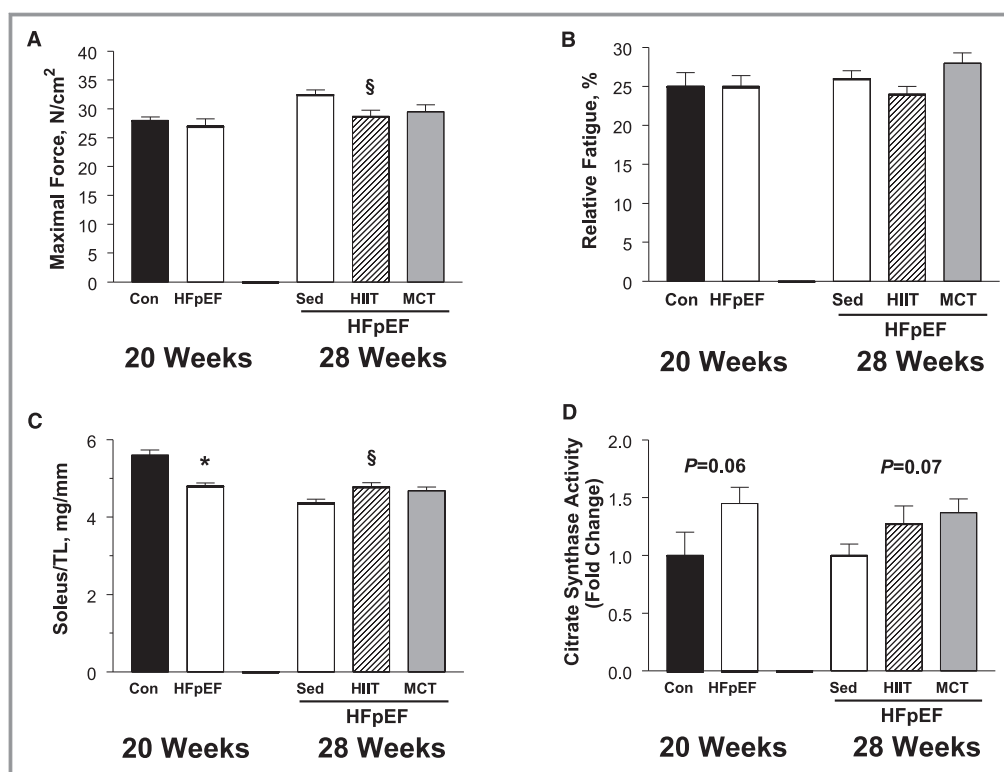 A
Maximal Force, N/cm²
40
35
30
25
20
15
10
5
0
§
Con HFpEF Sed HIIT MCT
HFpEF
20 Weeks 28 Weeks
B
Relative Fatigue, %
30
25
20
15
10
5
0
Con HFpEF Sed HIIT MCT
HFpEF
20 Weeks 28 Weeks
C
Soleus/TL, mg/mm
6
4
2
0
* §
Con HFpEF Sed HIIT MCT
HFpEF
20 Weeks 28 Weeks
D
Citrate Synthase Activity
(Fold Change)
2.0
1.5
1.0
0.5
0.0
P=0.06 P=0.07
Con HFpEF Sed HIIT MCT
HFpEF
20 Weeks 28 Weeks